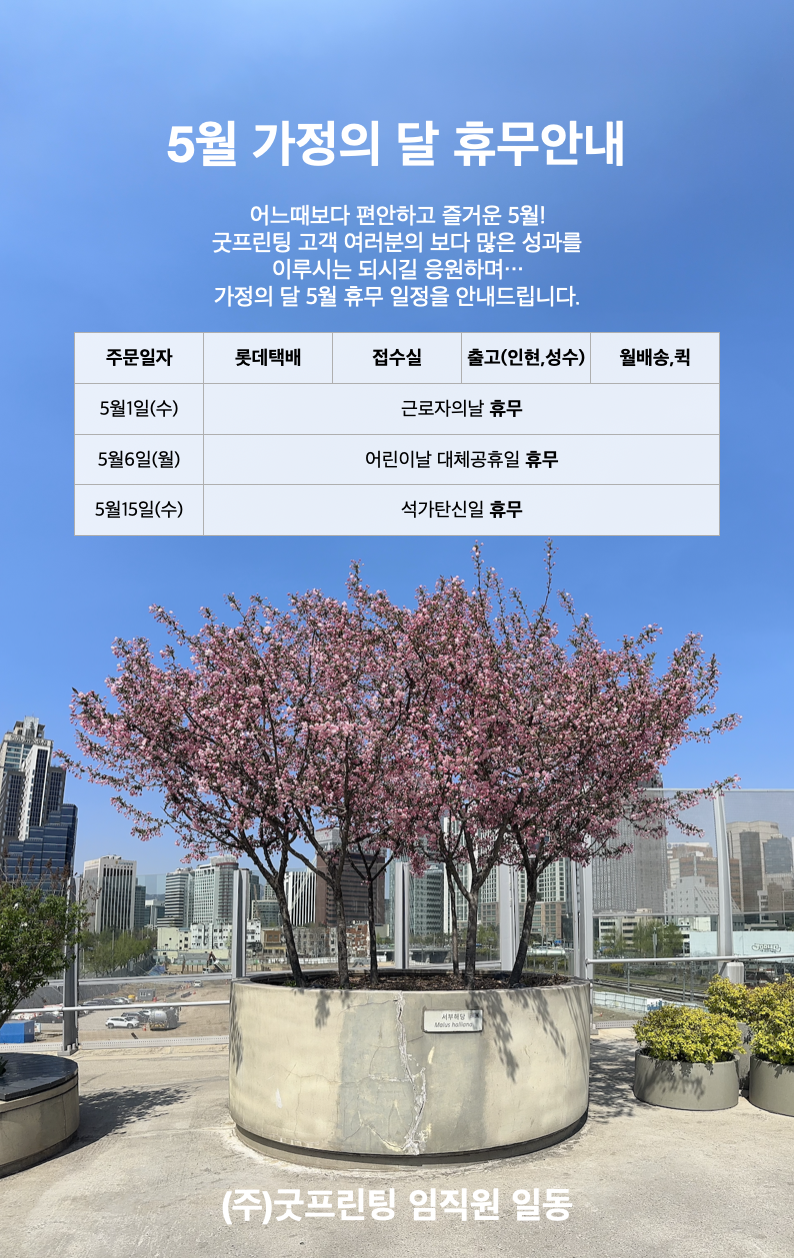 5월 가정의 달 휴무안내
어느때보다 편안하고 즐거운 5월!
굿프린팅 고객 여러분의 보다 많은 성과를
이루시는 되시길 응원하며…
가정의 달 5월 휴무 일정을 안내드립니다.
주문일자 롯데택배 접수실 출고(인현,성수) 월배송,퀵
5월1일(수) 근로자의날 휴무
5월6일(월) 어린이날 대체공휴일 휴무
5월15일(수) 석가탄신일 휴무
서부해당
Malus halliana
(주)굿프린팅 임직원 일동